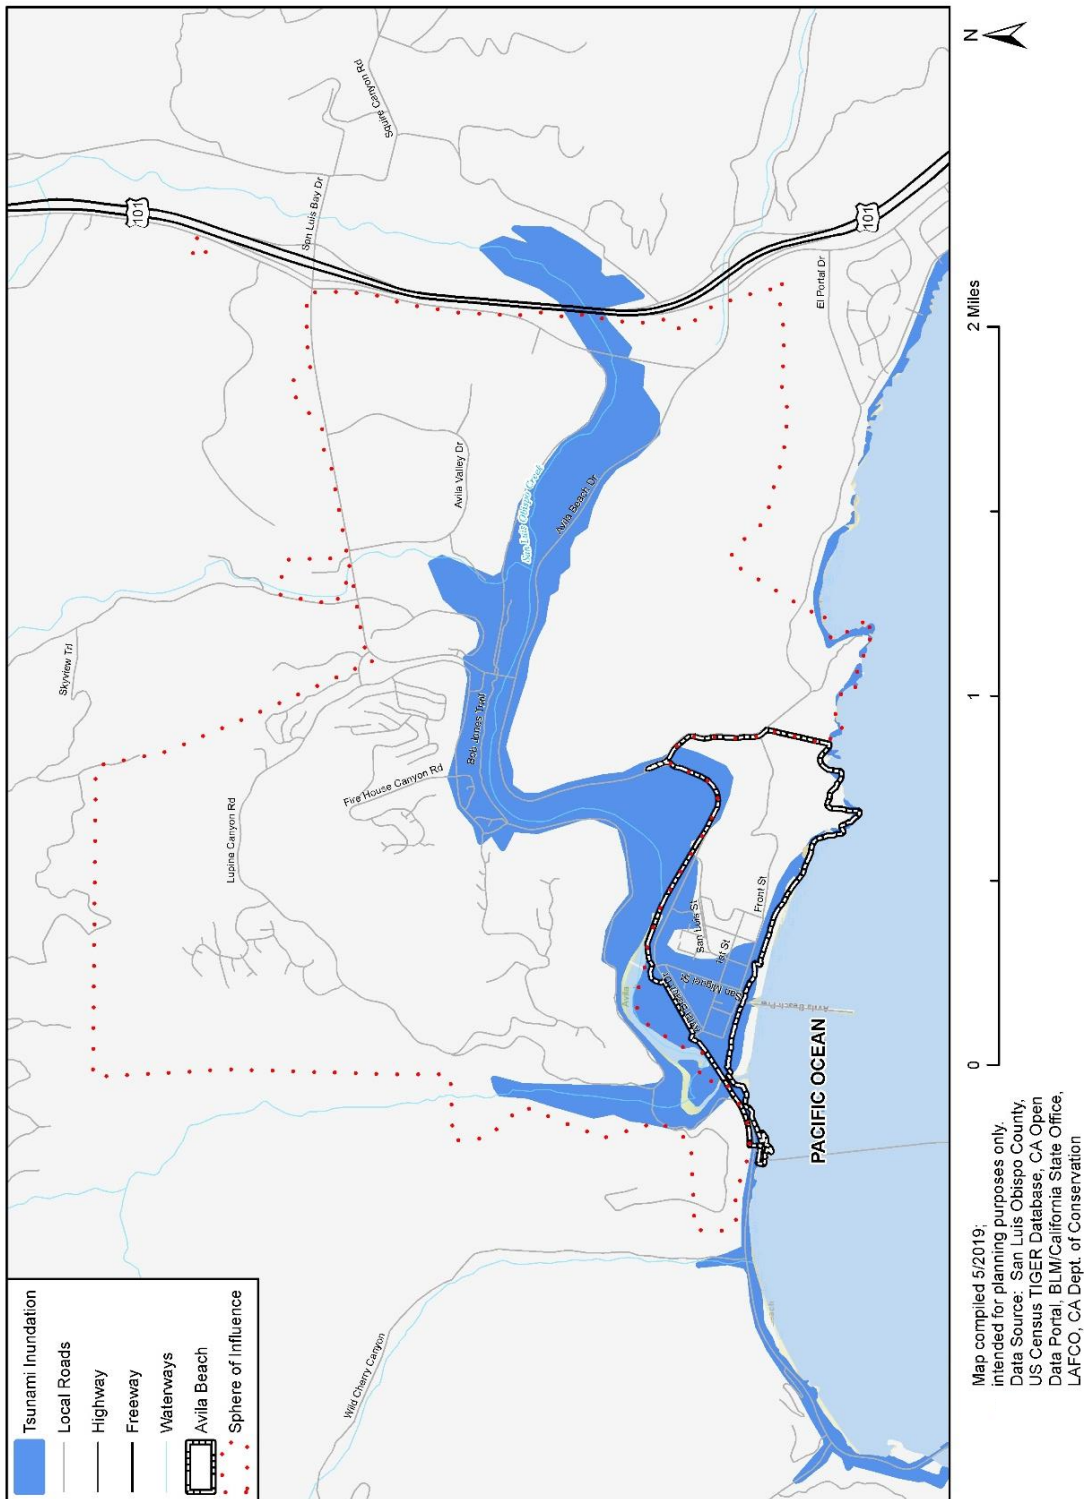 Tsunami Inundation
Local Roads
Highway
Freeway
Waterways
Avila Beach
Sphere of Influence
Skyview Trl
Lupine Canyon Rd
Fire House Canyon Rd
Wild Cherry Canyon
Bob Jones Trail
San Luis Bay Dr
Squire Canyon Rd
101
Avila Valley Dr
San Luis Obispo Creek
Avila Beach Dr
101
El Portal Dr
Avila
Avila Beach Dr
San Miguel St
1st St
San Luis St
Front St
Avila Beach Pier
PACIFIC OCEAN
0
1
2 Miles
N
Map compiled 5/2019;
intended for planning purposes only.
Data Source: San Luis Obispo County,
US Census TIGER Database, CA Open
Data Portal, BLM/California State Office,
LAFCO, CA Dept. of Conservation